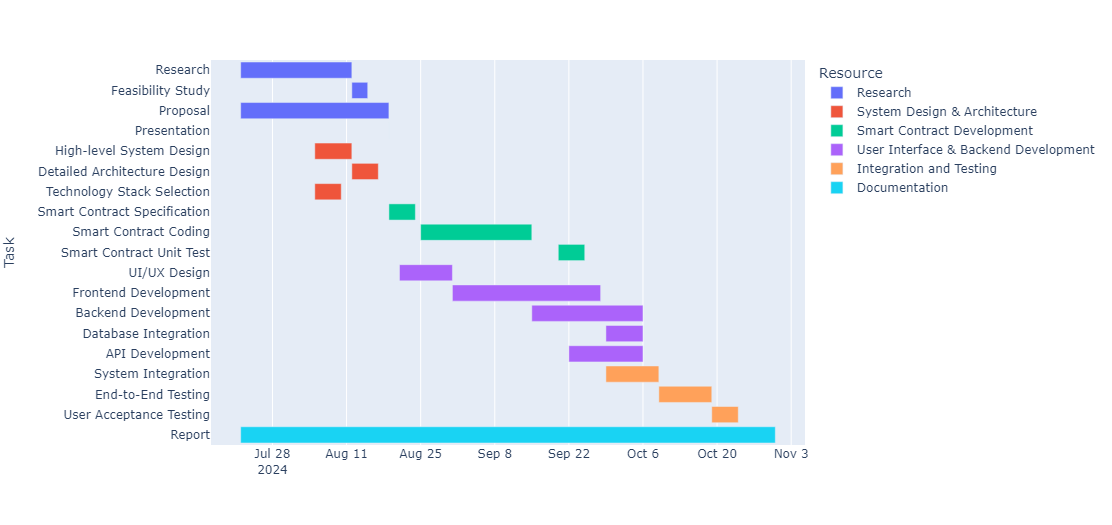 Research
Feasibility Study
Proposal
Presentation
High-level System Design
Detailed Architecture Design
Technology Stack Selection
Smart Contract Specification
Smart Contract Coding
Smart Contract Unit Test
UI/UX Design
Frontend Development
Backend Development
Database Integration
API Development
System Integration
End-to-End Testing
User Acceptance Testing
Report
Task
Jul 28 Aug 11 Aug 25 Sep 8 Sep 22 Oct 6 Oct 20 Nov 3
2024
Resource
Research
System Design & Architecture
Smart Contract Development
User Interface & Backend Development
Integration and Testing
Documentation